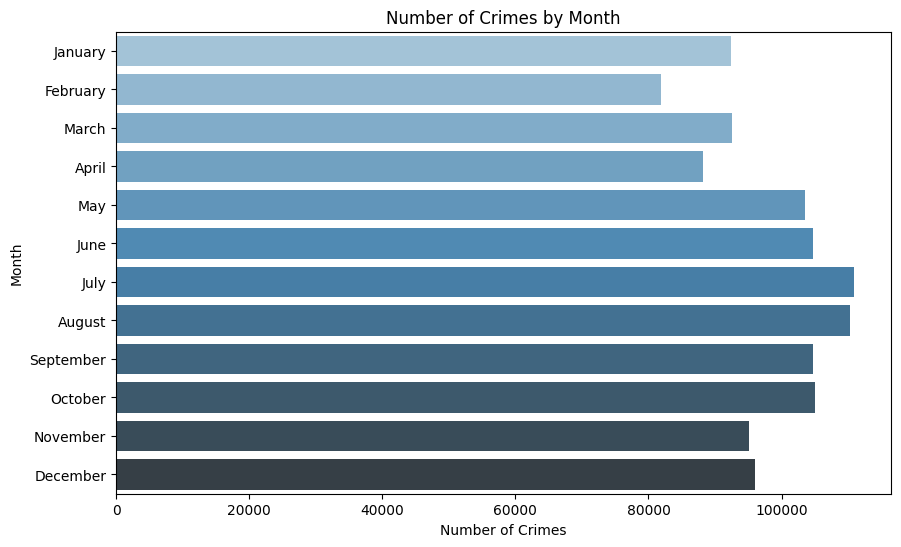 Number of Crimes by Month
Month
January
February
March
April
May
June
July
August
September
October
November
December
0 20000 40000 60000 80000 100000
Number of Crimes